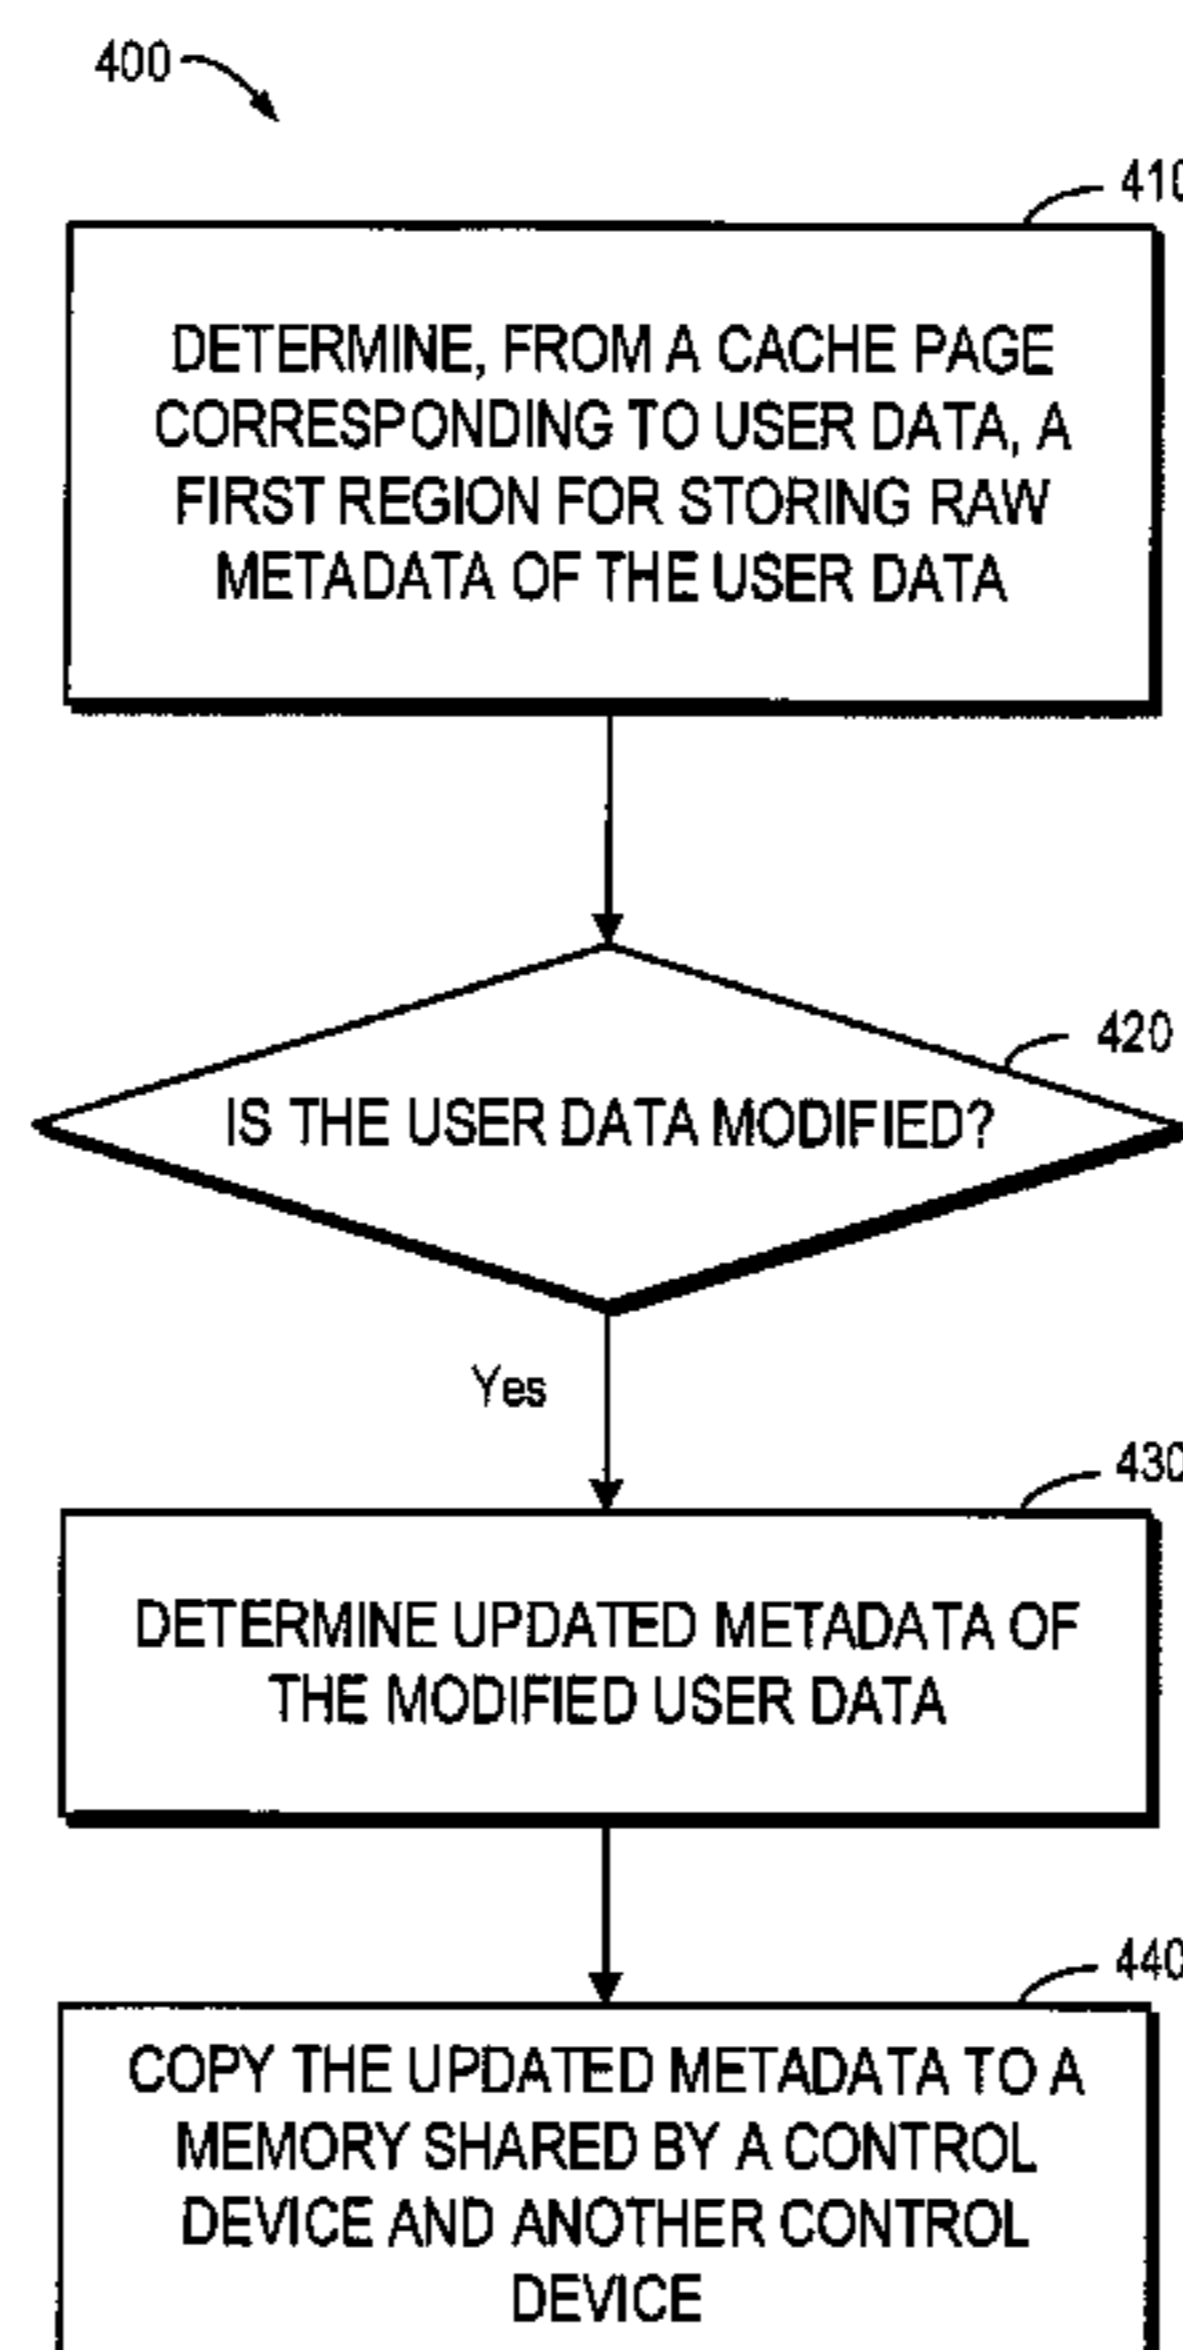 400
410
DETERMINE, FROM A CACHE PAGE
CORRESPONDING TO USER DATA, A
FIRST REGION FOR STORING RAW
METADATA OF THE USER DATA
420
IS THE USER DATA MODIFIED?
Yes
430
DETERMINE UPDATED METADATA OF
THE MODIFIED USER DATA
440
COPY THE UPDATED METADATA TO A
MEMORY SHARED BY A CONTROL
DEVICE AND ANOTHER CONTROL
DEVICE